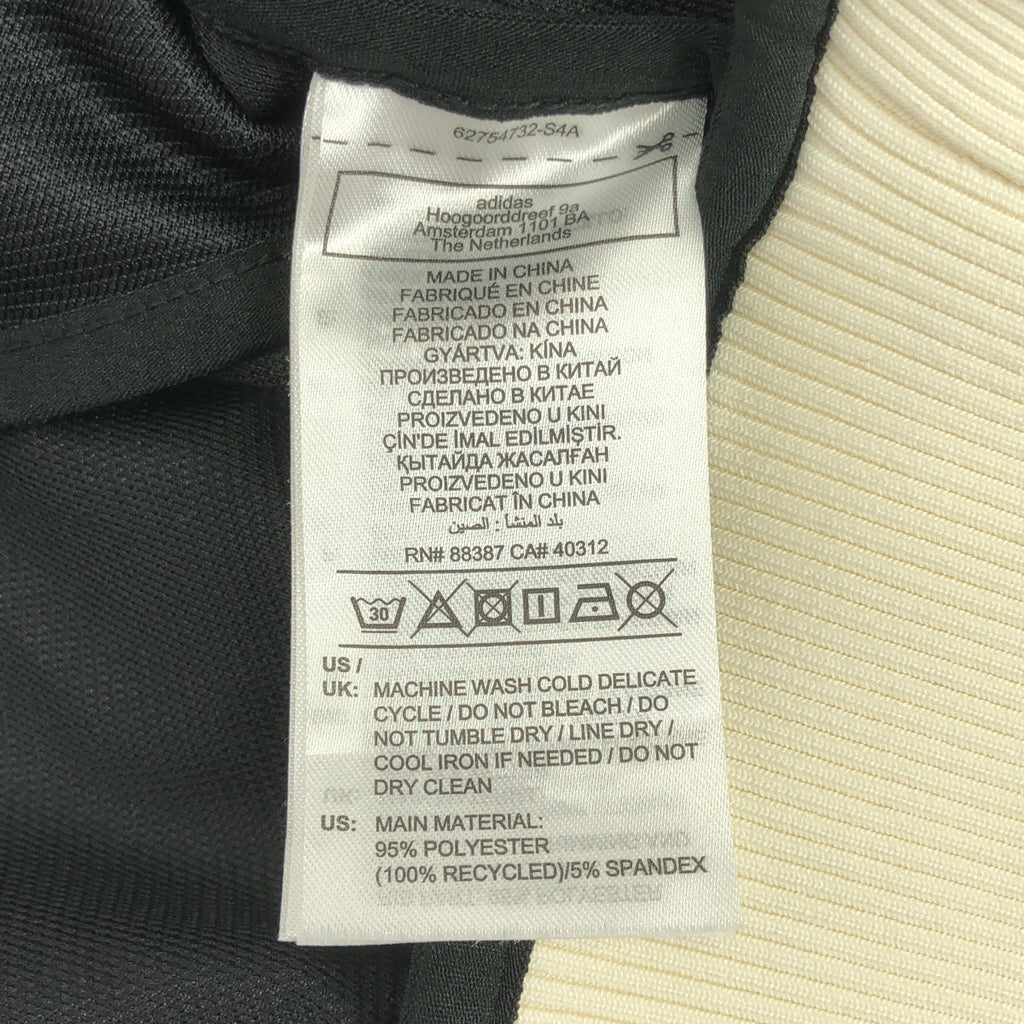 62754732-S4A
adidas
Hoogoorddreef 9a
Amsterdam 1101 BA
The Netherlands
MADE IN CHINA
FABRIQUÉ EN CHINE
FABRICADO EN CHINA
FABRICADO NA CHINA
GYÁRTVA: KÍNA
ПРОИЗВЕДЕНО В КИТАЙ
СДЕЛАНО В КИТАЕ
PROIZVEDENO U KINI
ÇİN'DE İMAL EDİLMİŞTİR.
ҚЫТАЙДА ЖАСАЛҒАН
PROIZVEDENO U KINI
FABRICAT ÎN CHINA
بلد المنشأ : الصين
RN# 88387 CA# 40312
30
US /
UK: MACHINE WASH COLD DELICATE
CYCLE / DO NOT BLEACH / DO
NOT TUMBLE DRY / LINE DRY /
COOL IRON IF NEEDED / DO NOT
DRY CLEAN
US: MAIN MATERIAL:
95% POLYESTER
(100% RECYCLED)/5% SPANDEX